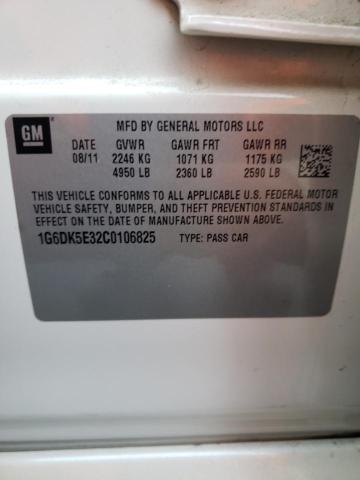 GM
MFD BY GENERAL MOTORS LLC
DATE GVWR GAWR FRT GAWR RR
08/11 2246 KG 1071 KG 1175 KG
4950 LB 2360 LB 2590 LB
THIS VEHICLE CONFORMS TO ALL APPLICABLE U.S. FEDERAL MOTOR
VEHICLE SAFETY, BUMPER, AND THEFT PREVENTION STANDARDS IN
EFFECT ON THE DATE OF MANUFACTURE SHOWN ABOVE.
1G6DK5E32C0106825 TYPE: PASS CAR